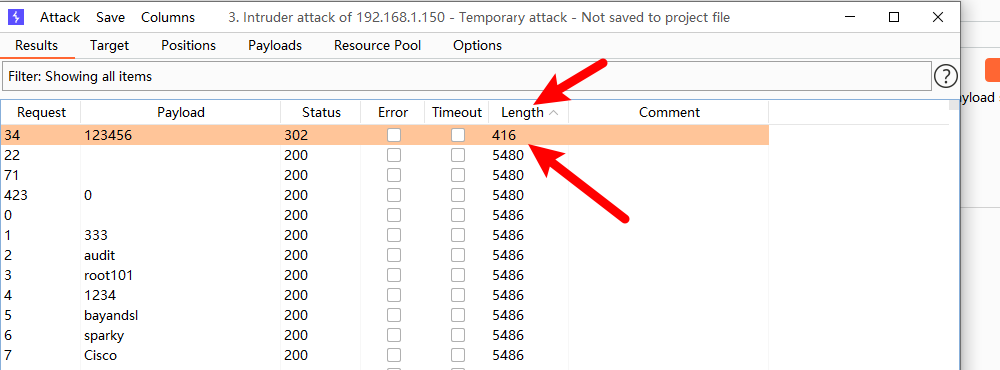 Attack Save Columns 3. Intruder attack of 192.168.1.150 - Temporary attack - Not saved to project file
Results Target Positions Payloads Resource Pool Options
Filter: Showing all items ?
Request Payload Status Error Timeout Length Comment
34 123456 302 416
22 200 5480
71 200 5480
423 0 200 5480
0 200 5486
1 333 200 5486
2 audit 200 5486
3 root101 200 5486
4 1234 200 5486
5 bayandsl 200 5486
6 sparky 200 5486
7 Cisco 200 5486